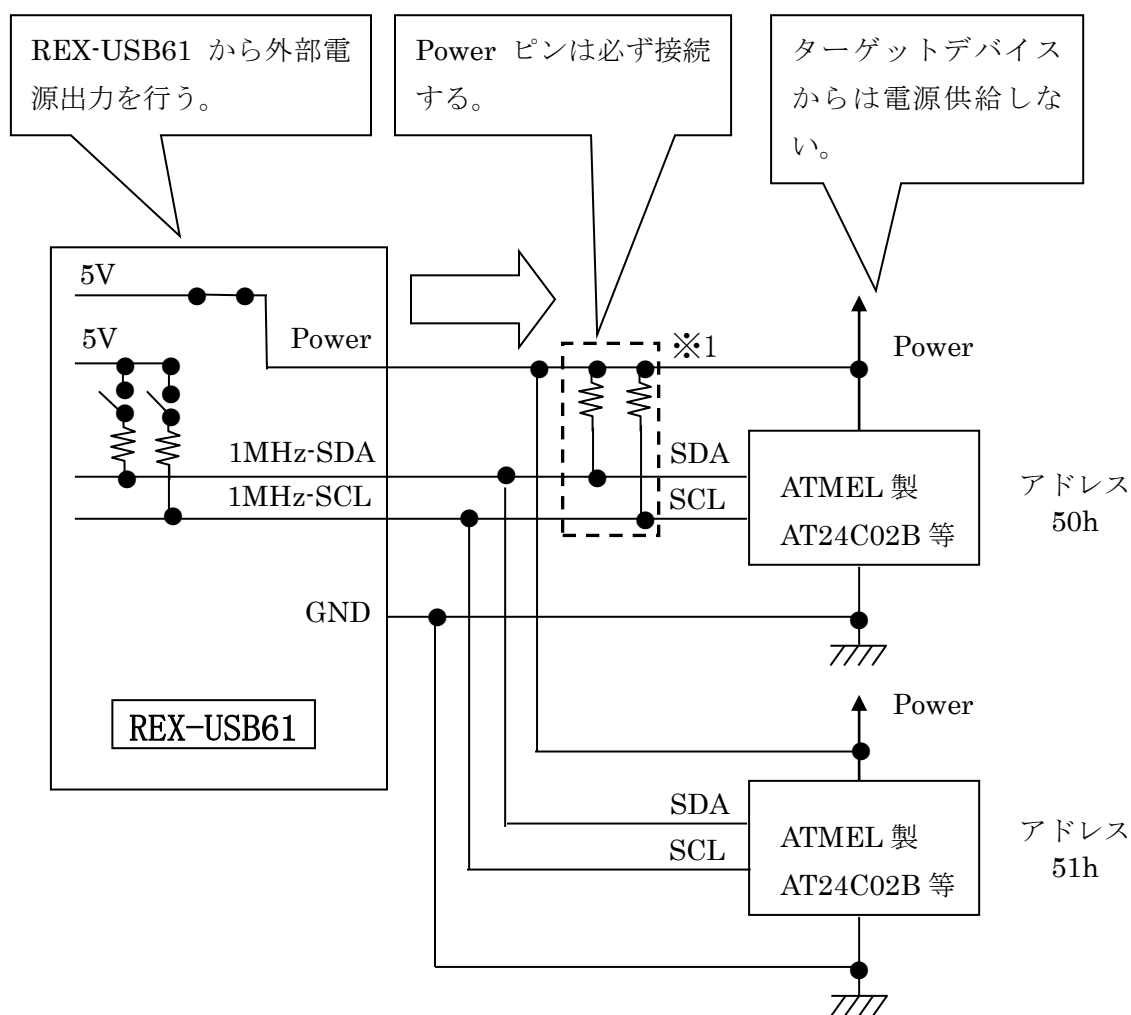 REX-USB61 から外部電
源出力を行う。
Power ピンは必ず接続
する。
ターゲットデバイス
からは電源供給しな
い。
5V
5V
Power
※1
Power
1MHz-SDA
1MHz-SCL
SDA
SCL
ATMEL 製
AT24C02B 等
アドレス
50h
GND
REX-USB61
Power
SDA
SCL
ATMEL 製
AT24C02B 等
アドレス
51h